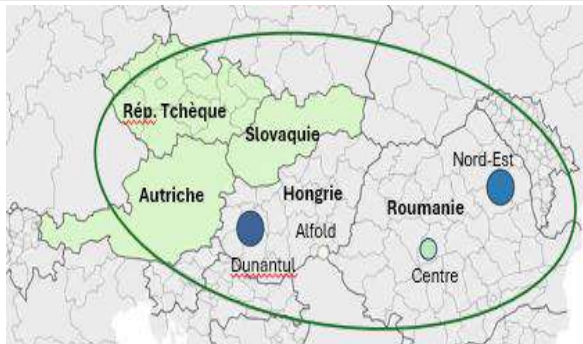 Rép. Tchèque
Slovaquie
Nord-Est
Autriche
Hongrie
Roumanie
Alfold
Dunantul
Centre